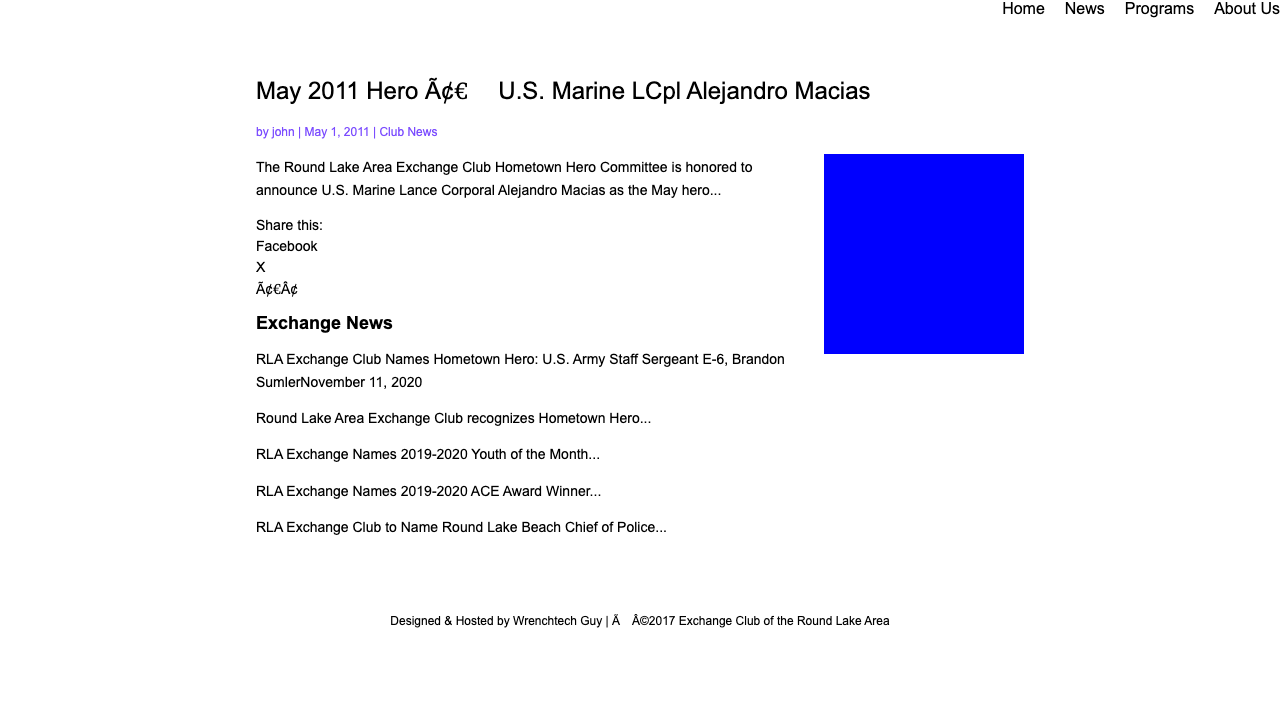 Home News Programs About Us
May 2011 Hero Ã¢€ U.S. Marine LCpl Alejandro Macias
by john | May 1, 2011 | Club News
The Round Lake Area Exchange Club Hometown Hero Committee is honored to
announce U.S. Marine Lance Corporal Alejandro Macias as the May hero...
Share this:
Facebook
X
Ã¢€Â¢
Exchange News
RLA Exchange Club Names Hometown Hero: U.S. Army Staff Sergeant E-6, Brandon
SumlerNovember 11, 2020
Round Lake Area Exchange Club recognizes Hometown Hero...
RLA Exchange Names 2019-2020 Youth of the Month...
RLA Exchange Names 2019-2020 ACE Award Winner...
RLA Exchange Club to Name Round Lake Beach Chief of Police...
Designed & Hosted by Wrenchtech Guy | Ã Â©2017 Exchange Club of the Round Lake Area